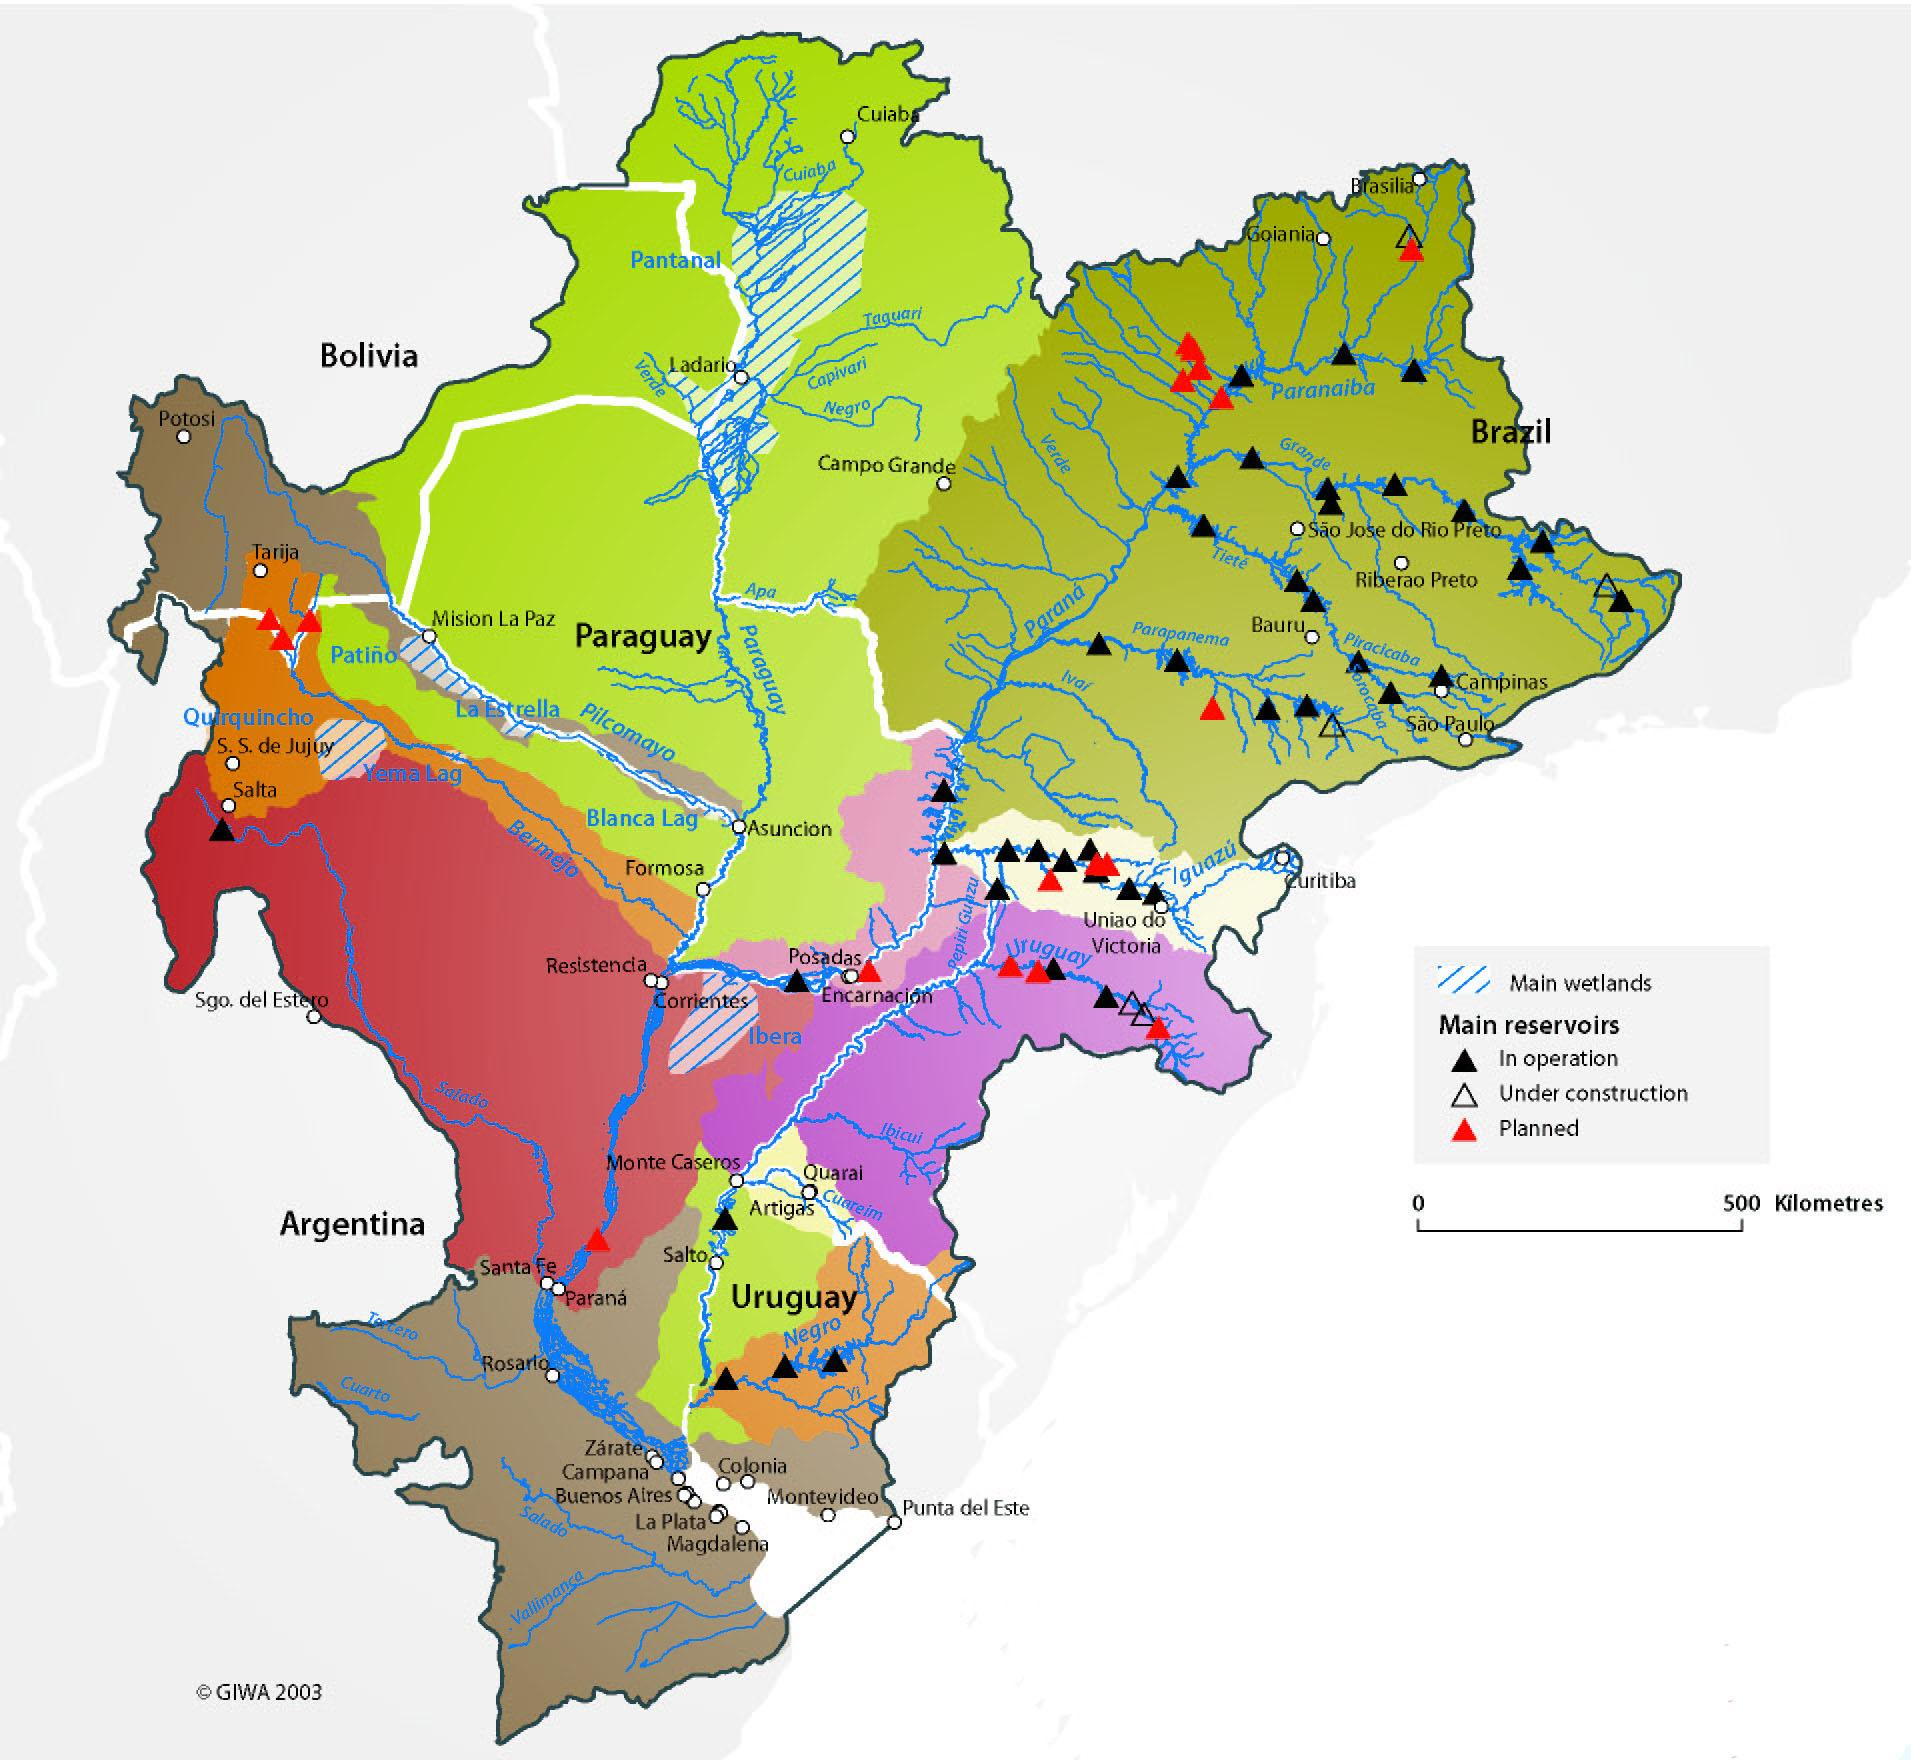 Cuiaba
Cuiaba
Brasilia
Goiania
Pantanal
Taquari
Bolivia
Ladario
Verde
Capivari
Negro
Paranaiba
Brazil
Potosi
Campo Grande
Verde
Grande
São Jose do Rio Preto
Tieté
Riberao Preto
Tarija
Apa
Mision La Paz
Paraguay
Paraná
Parapanema
Bauru
Piracicaba
Patiño
Paraguay
Ivaí
Campinas
Sorocaba
La Estrella
Pilcomayo
São Paulo
Quirquincho
S. S. de Jujuy
Yema Lag
Salta
Blanca Lag
Asuncion
Bermejo
Formosa
Iguazú
Curitiba
Pepiri Guazu
Uniao do
Victoria
Uruguay
Resistencia
Posadas
Encarnación
Corrientes
Sgo. del Estero
Ibera
Main wetlands
Main reservoirs
In operation
Under construction
Planned
Salado
Ibicui
Monte Caseros
Quarai
Artigas
Cuareim
0 500 Kilometres
Argentina
Salto
Santa Fe
Paraná
Uruguay
Tercero
Negro
Rosario
Cuarto
Yi
Zárate
Campana
Colonia
Buenos Aires
Montevideo
Punta del Este
La Plata
Salado
Magdalena
Vallimanca
© GIWA 2003